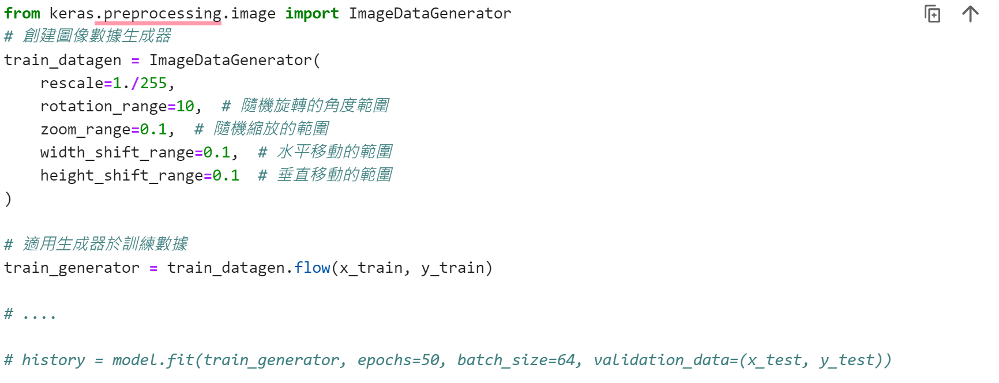 from keras.preprocessing.image import ImageDataGenerator
# 創建圖像數據生成器
train_datagen = ImageDataGenerator(
    rescale=1./255,
    rotation_range=10,  # 隨機旋轉的角度範圍
    zoom_range=0.1,  # 隨機縮放的範圍
    width_shift_range=0.1,  # 水平移動的範圍
    height_shift_range=0.1  # 垂直移動的範圍
)
# 適用生成器於訓練數據
train_generator = train_datagen.flow(x_train, y_train)
# ....
# history = model.fit(train_generator, epochs=50, batch_size=64, validation_data=(x_test, y_test))